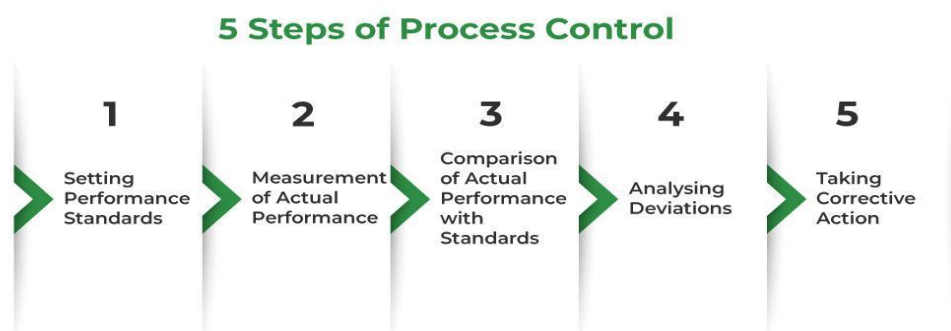 5 Steps of Process Control
1
Setting
Performance
Standards
2
Measurement
of Actual
Performance
3
Comparison
of Actual
Performance
with
Standards
4
Analysing
Deviations
5
Taking
Corrective
Action